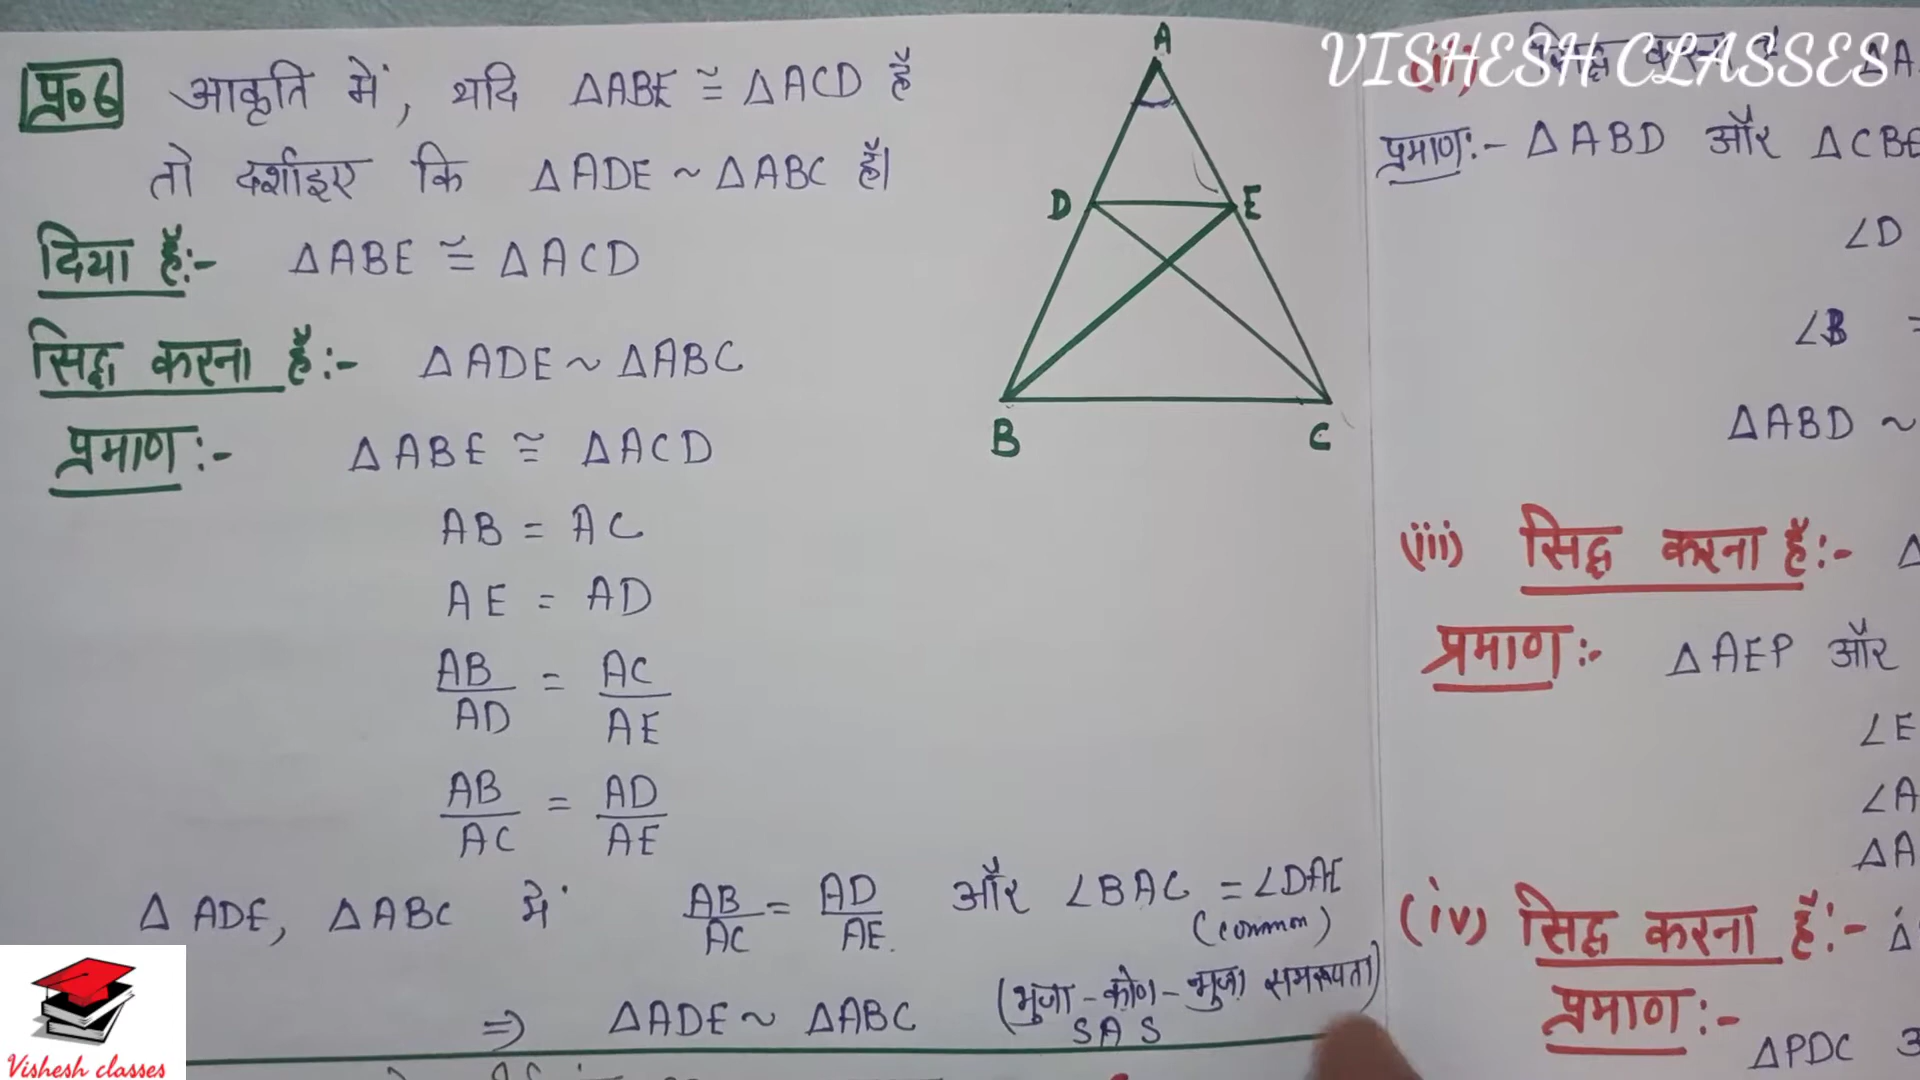 VISHESH CLASSES
प्र०6 आकृति में, यदि ΔABE ≅ ΔACD है
तो दर्शाइए कि ΔADE ~ ΔABC है।
दिया है:- ΔABE ≅ ΔACD
सिद्ध करना है:- ΔADE ~ ΔABC
प्रमाण:- ΔABE ≅ ΔACD
AB = AC
AE = AD
AB/AD = AC/AE
AB/AC = AD/AE
ΔADE, ΔABC में AB/AC = AD/AE. और ∠BAC = ∠DAE
(common)
⇒ ΔADE ~ ΔABC (भुजा-कोण-भुजा समरूपता)
SAS
A
D E
B C
सिद्ध करना ΔA
प्रमाण:- ΔABD और ΔCBE
∠D
∠B =
ΔABD ~
(iii) सिद्ध करना है:- Δ
प्रमाण:- ΔAEP और
∠E
∠A
ΔA
(iv) सिद्ध करना है:- Δ
प्रमाण:- ΔPDC
Vishesh classes